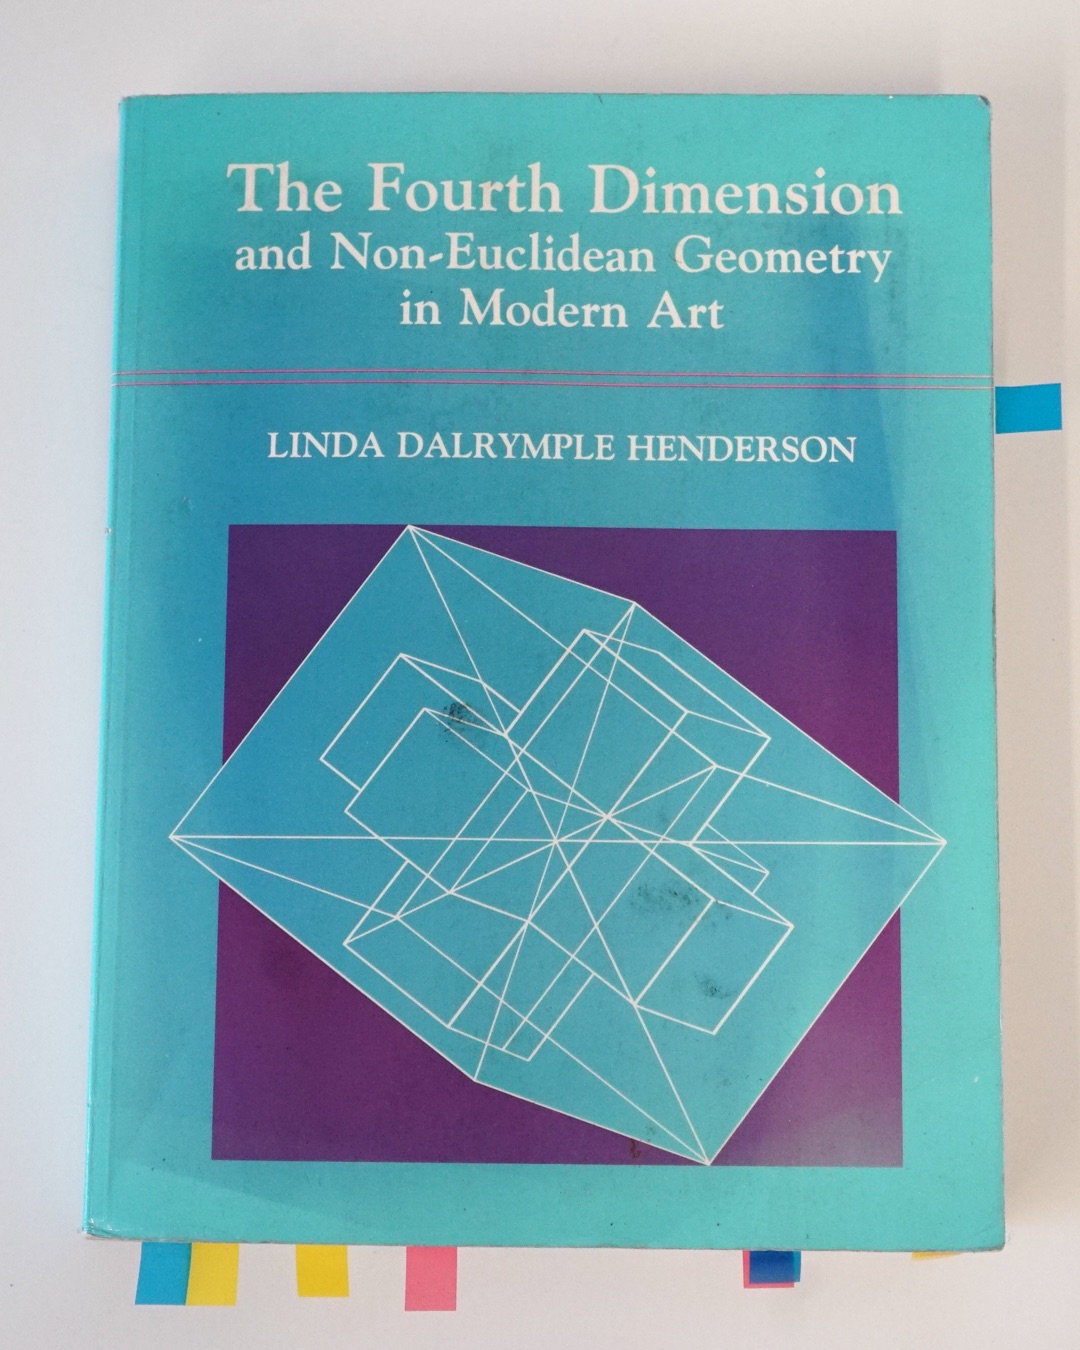 The Fourth Dimension
and Non-Euclidean Geometry
in Modern Art
LINDA DALRYMPLE HENDERSON